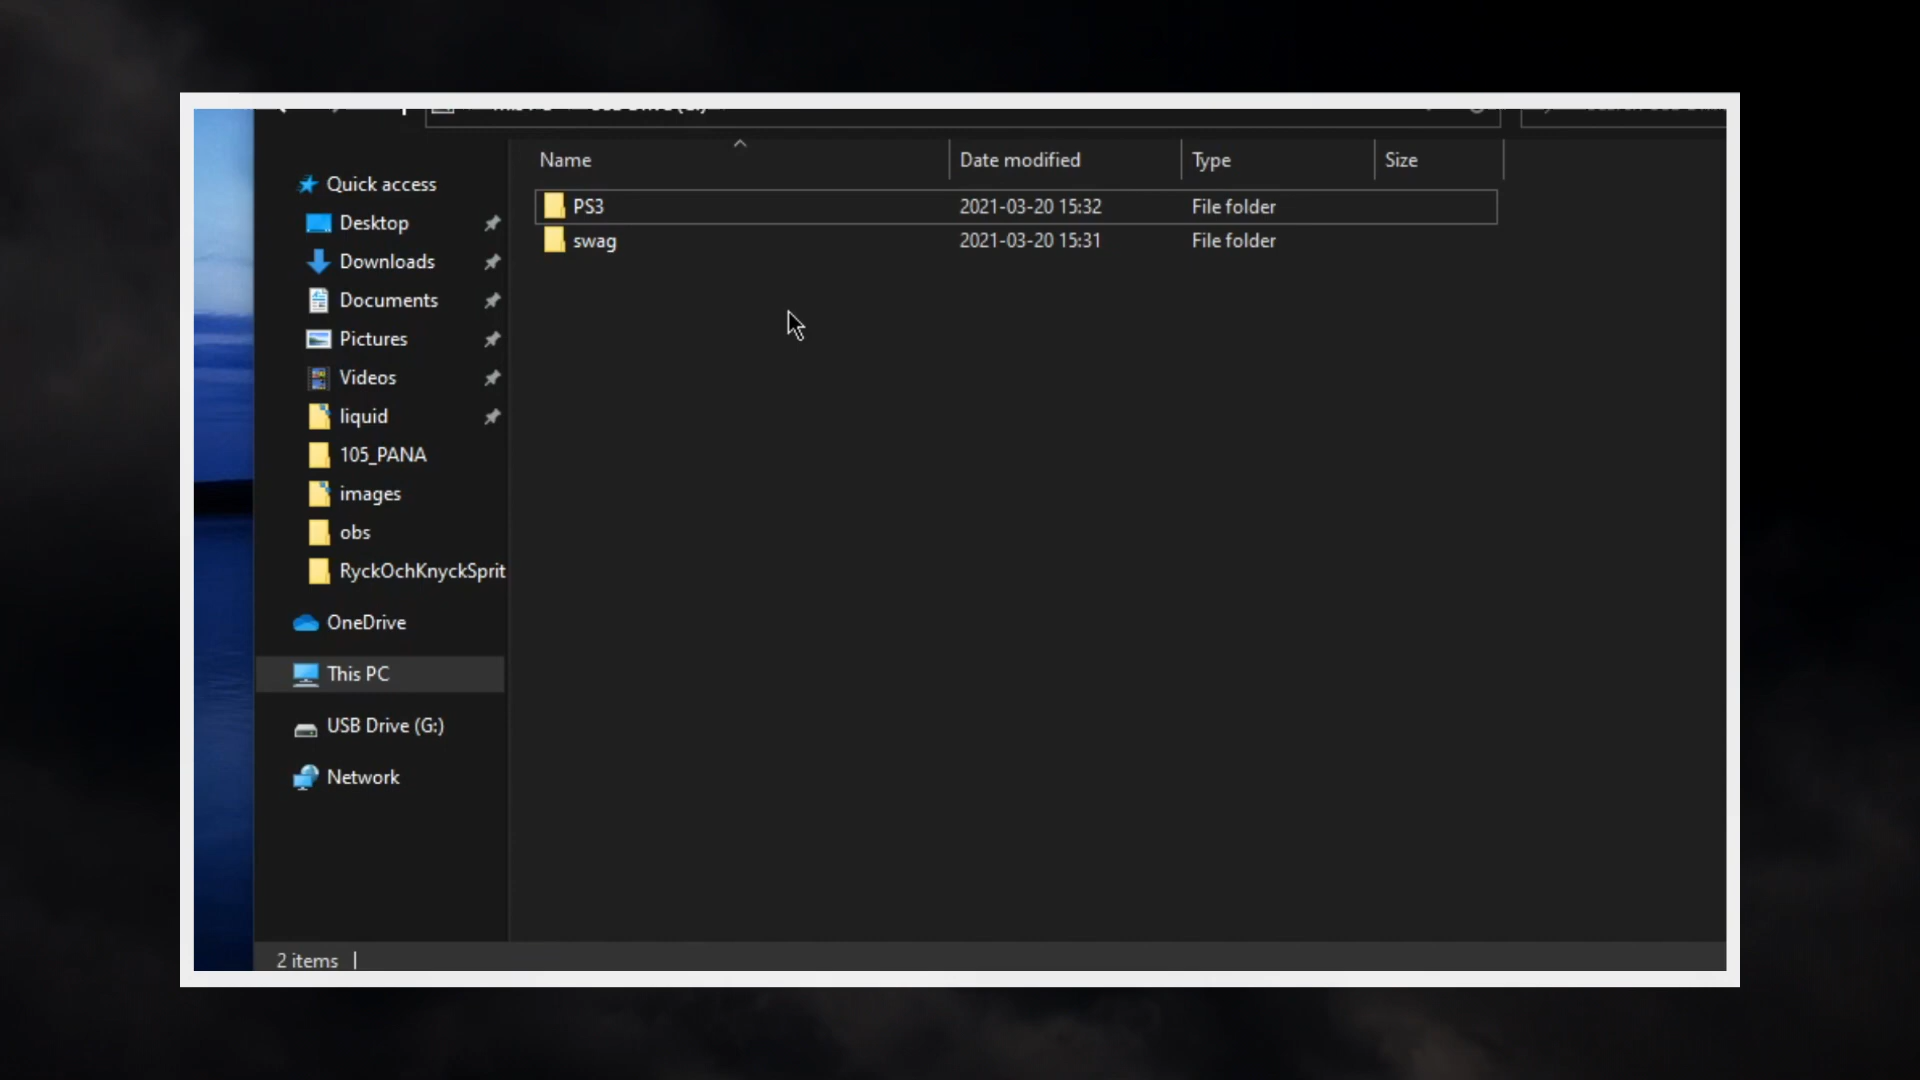 Name Date modified Type Size
Quick access
PS3 2021-03-20 15:32 File folder
Desktop
swag 2021-03-20 15:31 File folder
Downloads
Documents
Pictures
Videos
liquid
105_PANA
images
obs
RyckOchKnyckSprit
OneDrive
This PC
USB Drive (G:)
Network
2 items